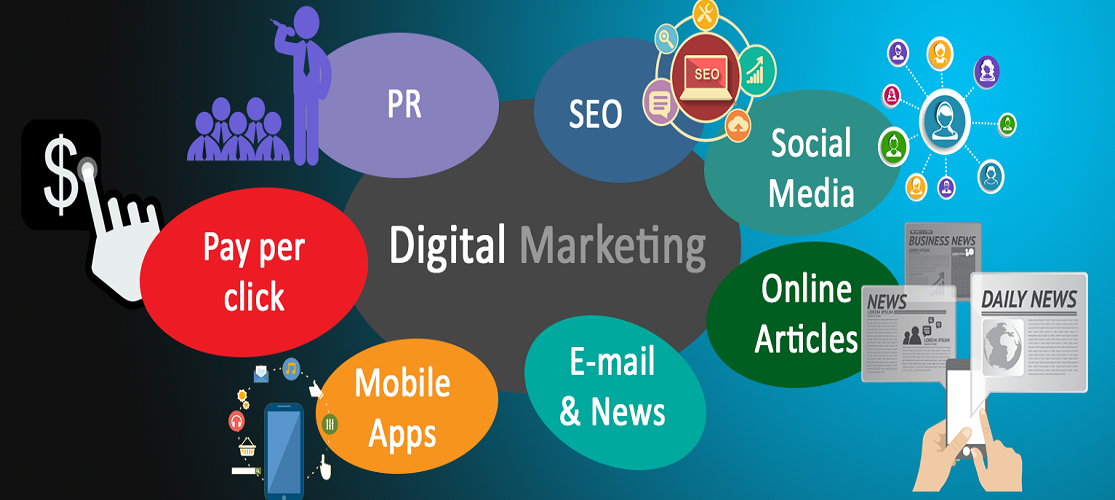 PR
SEO
SEO
Social
Media
$
Pay per
click
Digital Marketing
Online
Articles
BUSINESS NEWS
NEWS
DAILY NEWS
E-mail
& News
Mobile
Apps